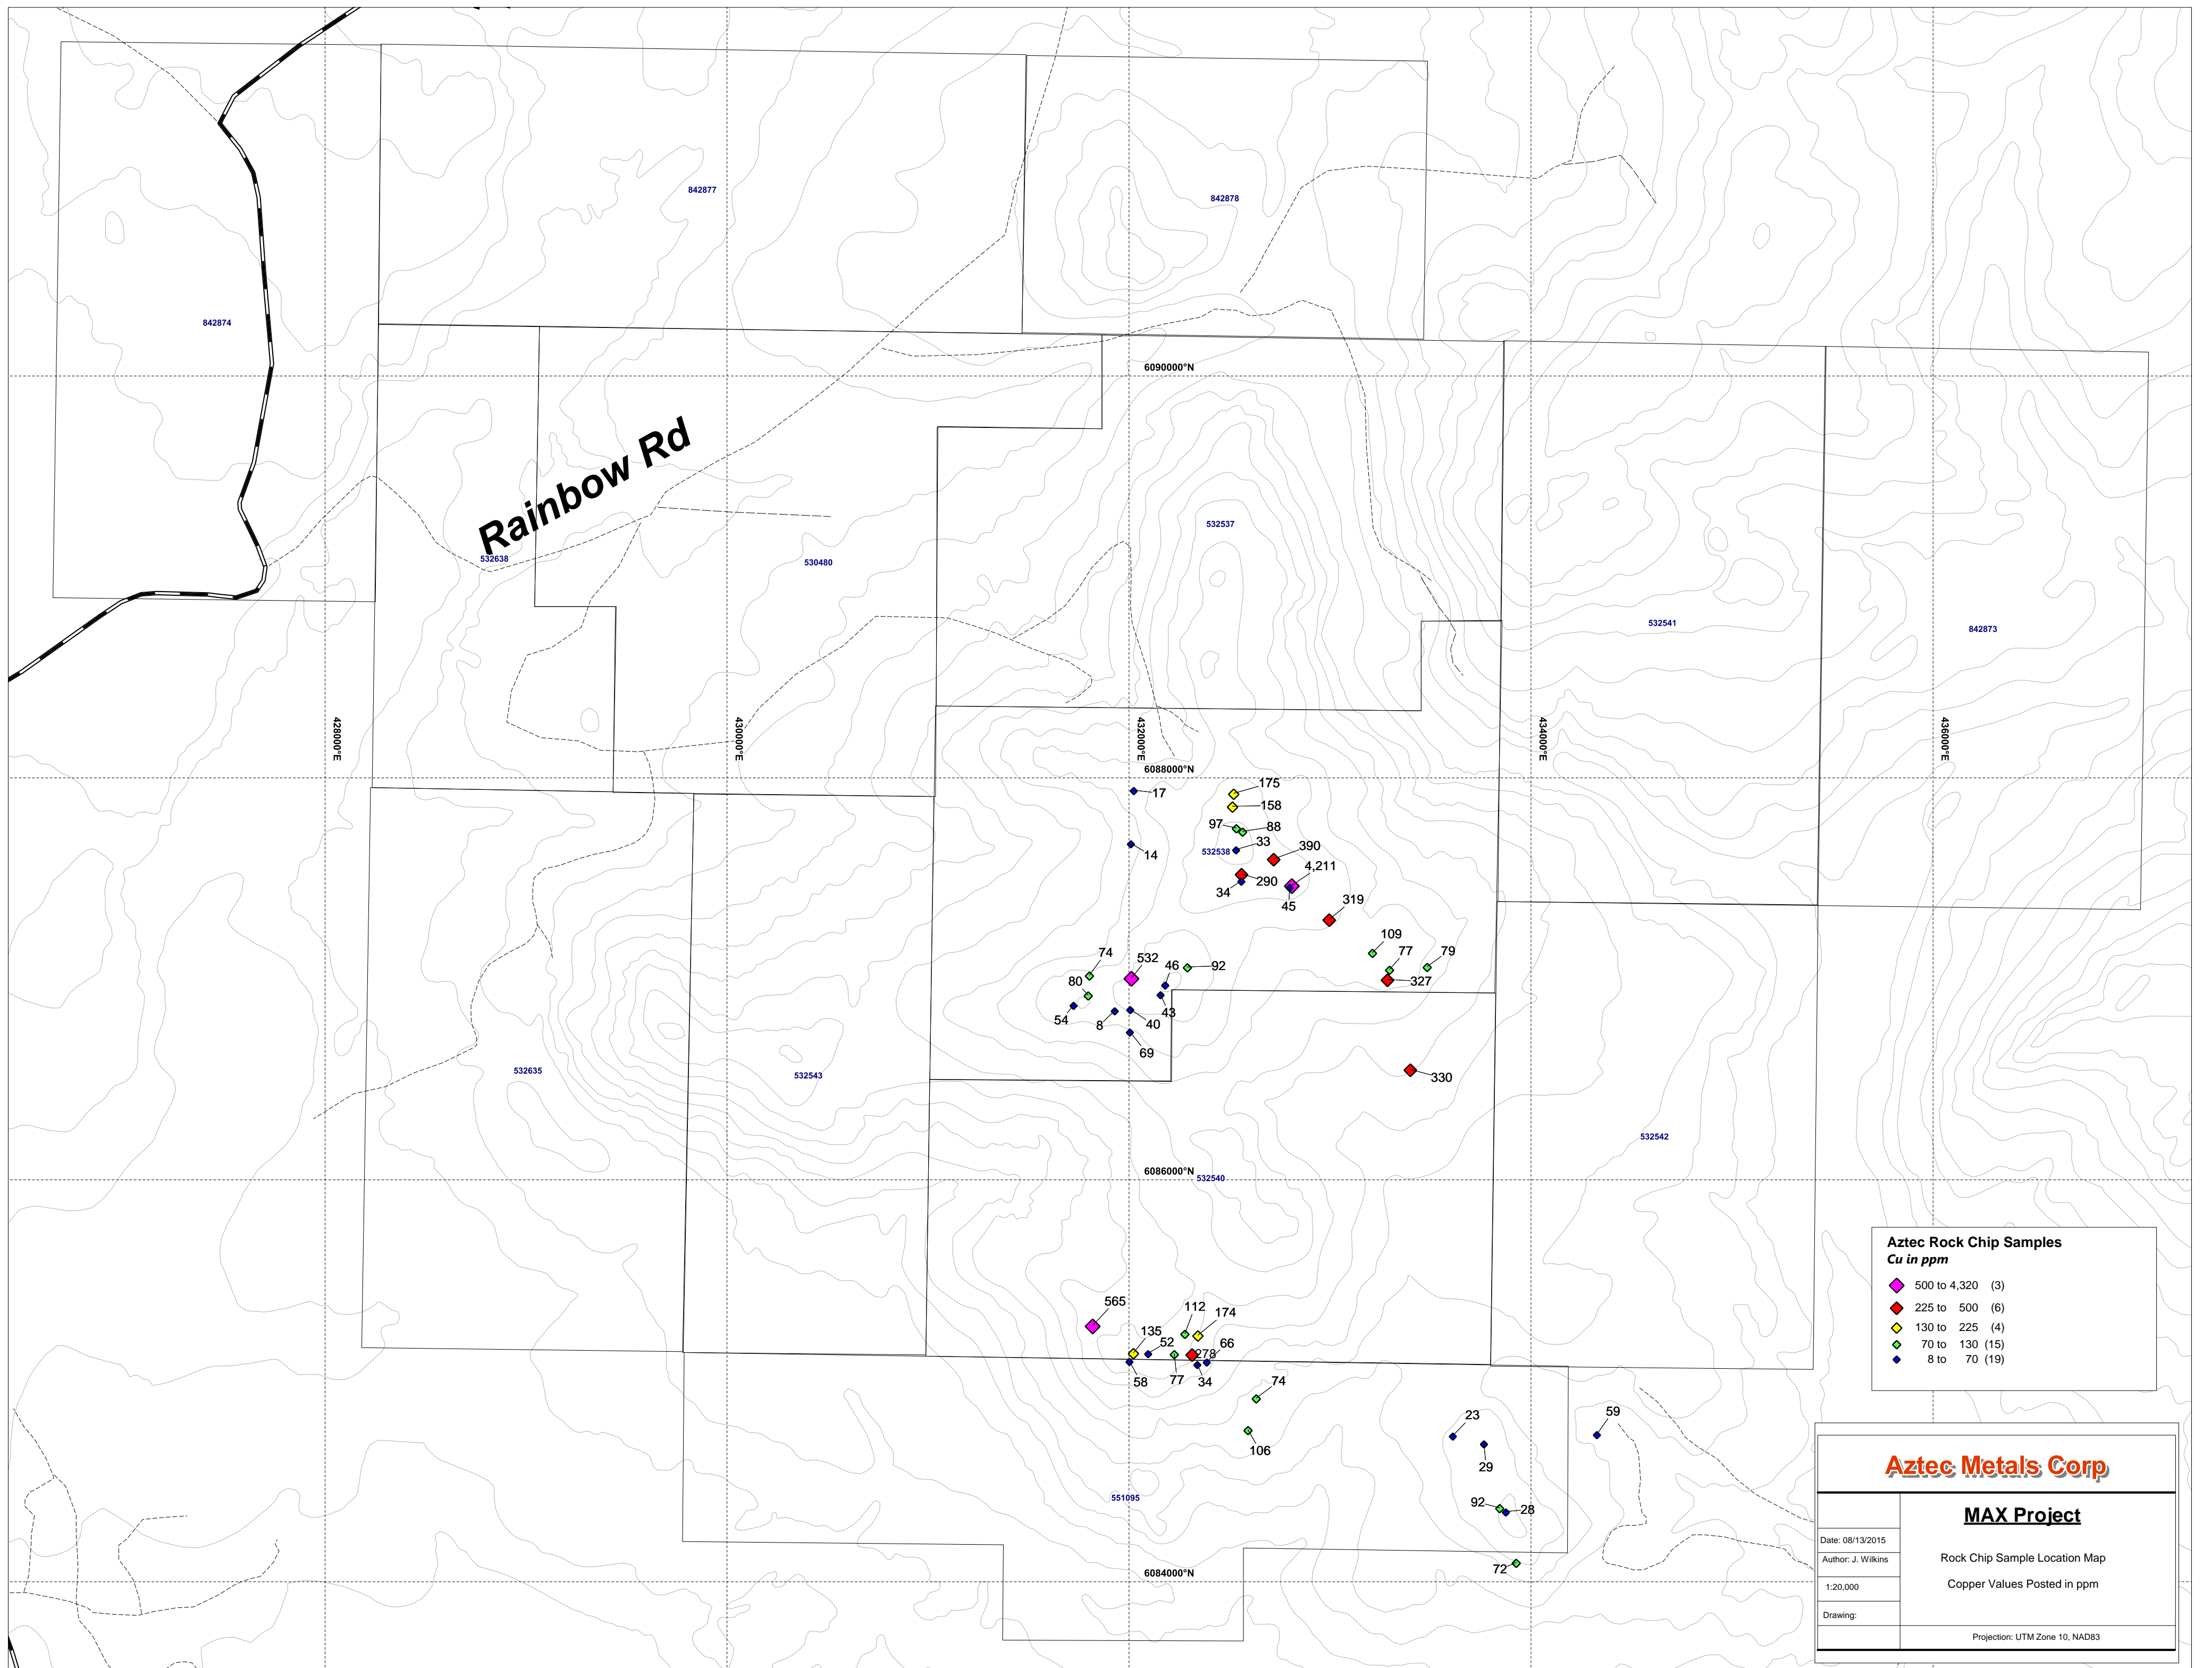 842877
842878
842874
6090000°N
Rainbow Rd
532537
532638
530480
532541
842873
428000°E
430000°E
432000°E
434000°E
436000°E
6088000°N
175
17
158
97
88
33
14
532538
390
4,211
290
34
45
319
109
74
532
77
79
46
92
80
327
54
43
8
40
69
532635
532543
330
532542
6086000°N
532540
565
112
174
135
52
66
278
58
77
34
74
23
59
106
29
551095
92
28
72
6084000°N
Aztec Rock Chip Samples
Cu in ppm
500 to 4,320 (3)
225 to 500 (6)
130 to 225 (4)
70 to 130 (15)
8 to 70 (19)
Aztec Metals Corp
MAX Project
Date: 08/13/2015
Author: J. Wilkins
Rock Chip Sample Location Map
1:20,000
Copper Values Posted in ppm
Drawing:
Projection: UTM Zone 10, NAD83